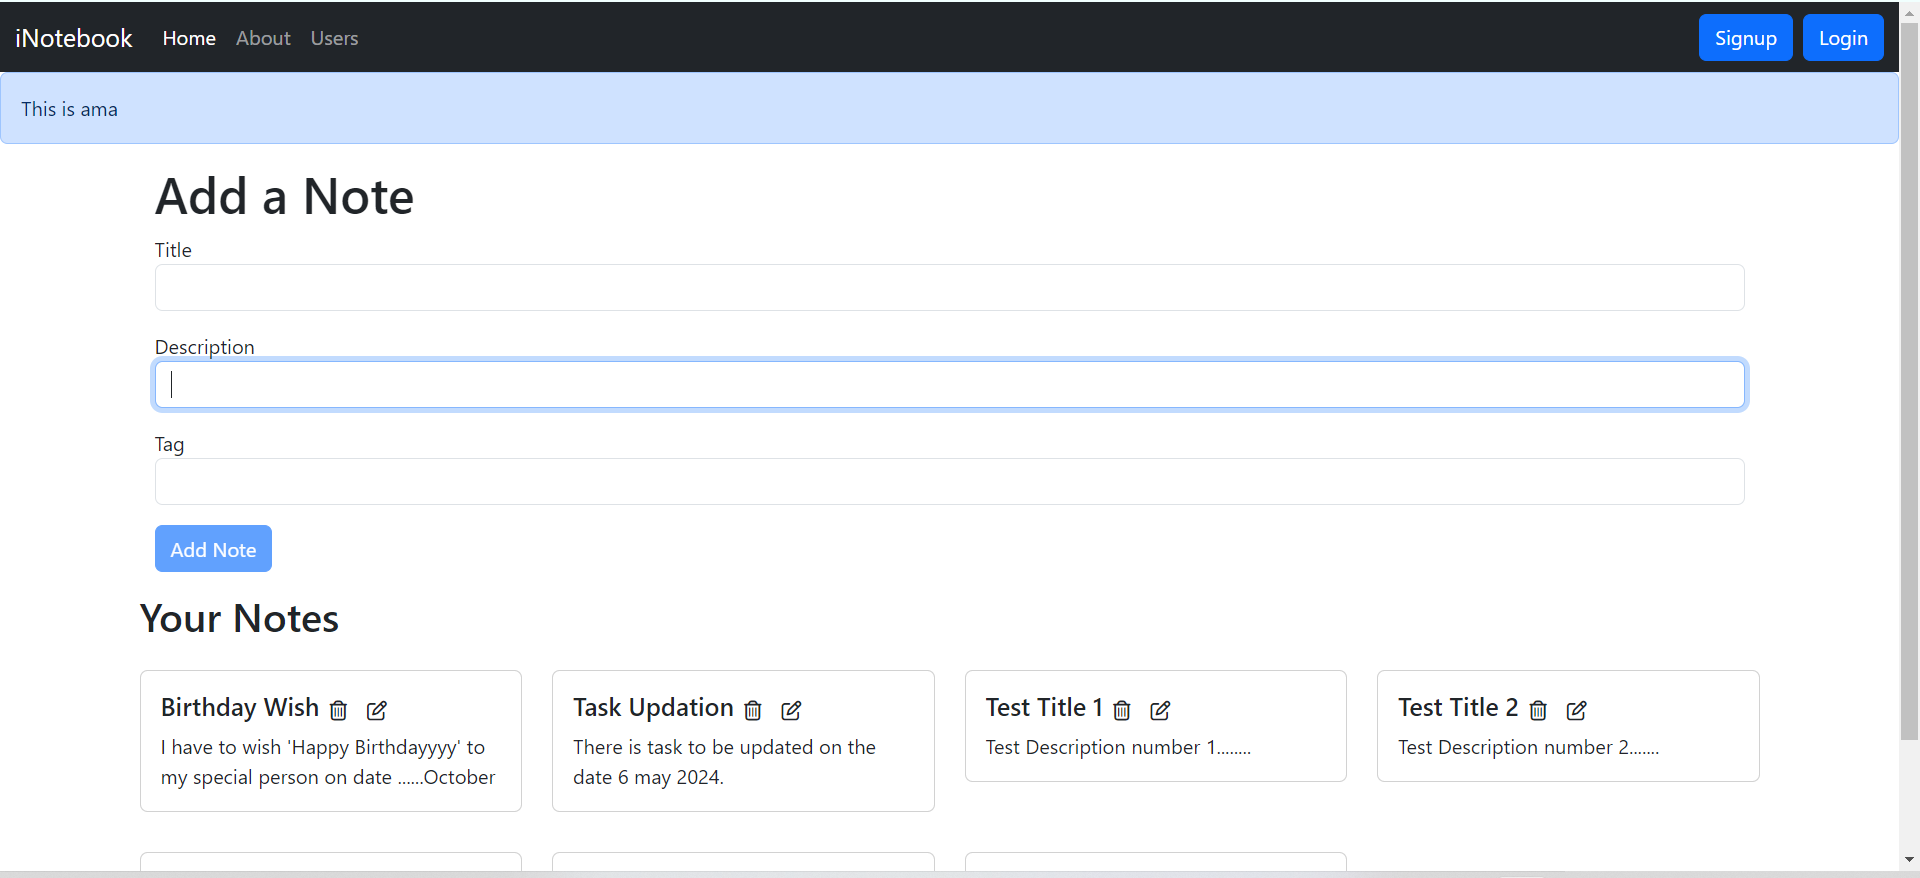 iNotebook Home About Users Signup Login
This is ama
Add a Note
Title
Description
Tag
Add Note
Your Notes
Birthday Wish
I have to wish 'Happy Birthdayyyy' to
my special person on date ......October
Task Updation
There is task to be updated on the
date 6 may 2024.
Test Title 1
Test Description number 1........
Test Title 2
Test Description number 2.......